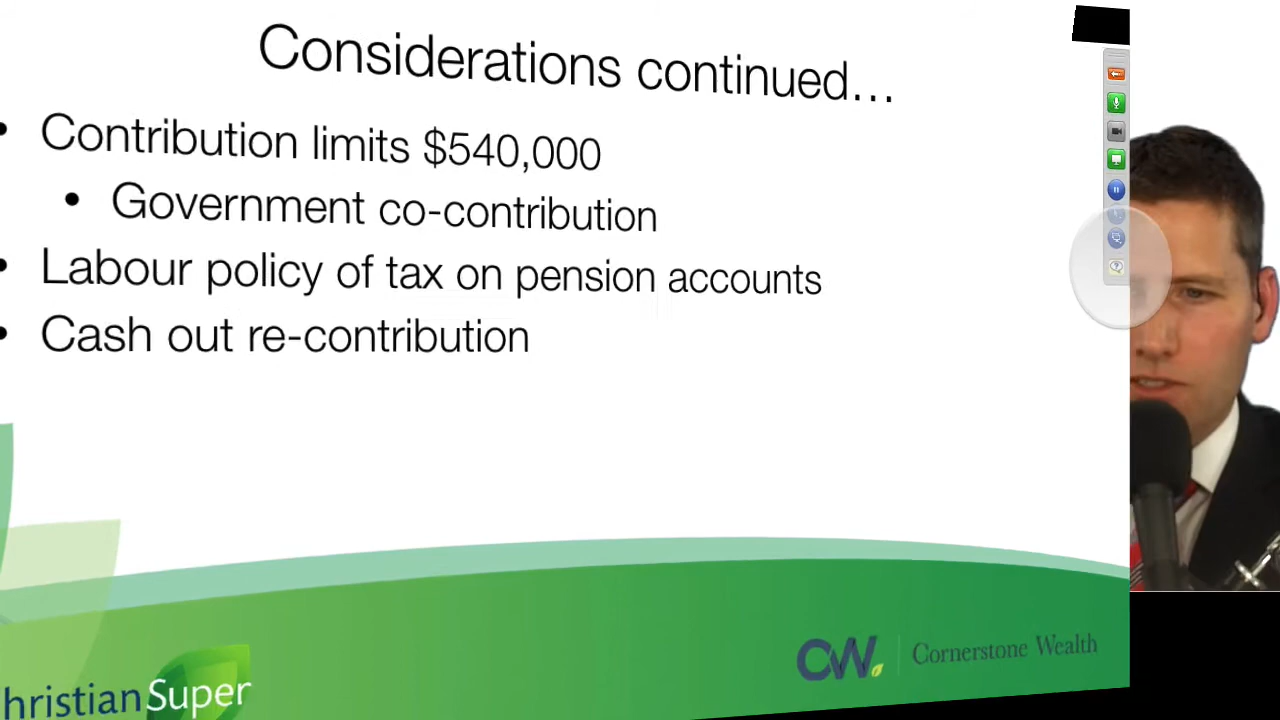 Considerations continued...
• Contribution limits $540,000
• Government co-contribution
• Labour policy of tax on pension accounts
• Cash out re-contribution
hristian Super
CW. | Cornerstone Wealth